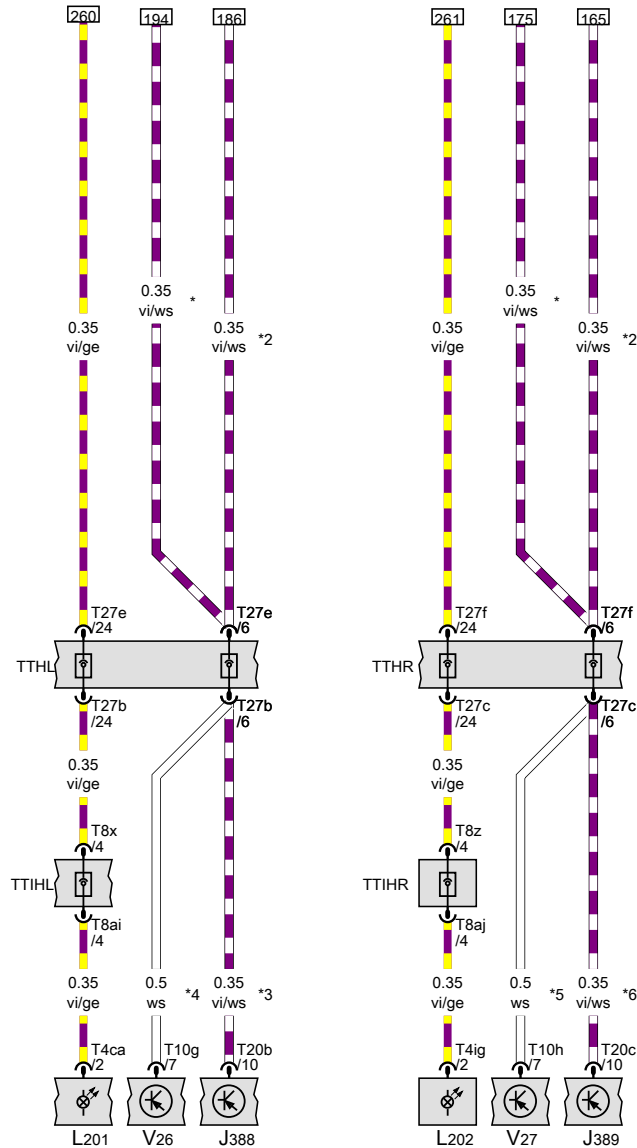 260 194 186 261 175 165
0.35 vi/ws * 0.35 vi/ws *
0.35 vi/ge 0.35 vi/ws *2 0.35 vi/ge 0.35 vi/ws *2
T27e /24 T27e /6 T27f /24 T27f /6
TTHL TTHR
T27b /24 T27b /6 T27c /24 T27c /6
0.35 vi/ge 0.35 vi/ge
T8x /4 T8z /4
TTIHL TTIHR
T8ai /4 T8aj /4
0.35 vi/ge 0.5 ws *4 0.35 vi/ws *3 0.35 vi/ge 0.5 ws *5 0.35 vi/ws *6
T4ca /2 T10g /7 T20b /10 T4ig /2 T10h /7 T20c /10
L201 V26 J388 L202 V27 J389